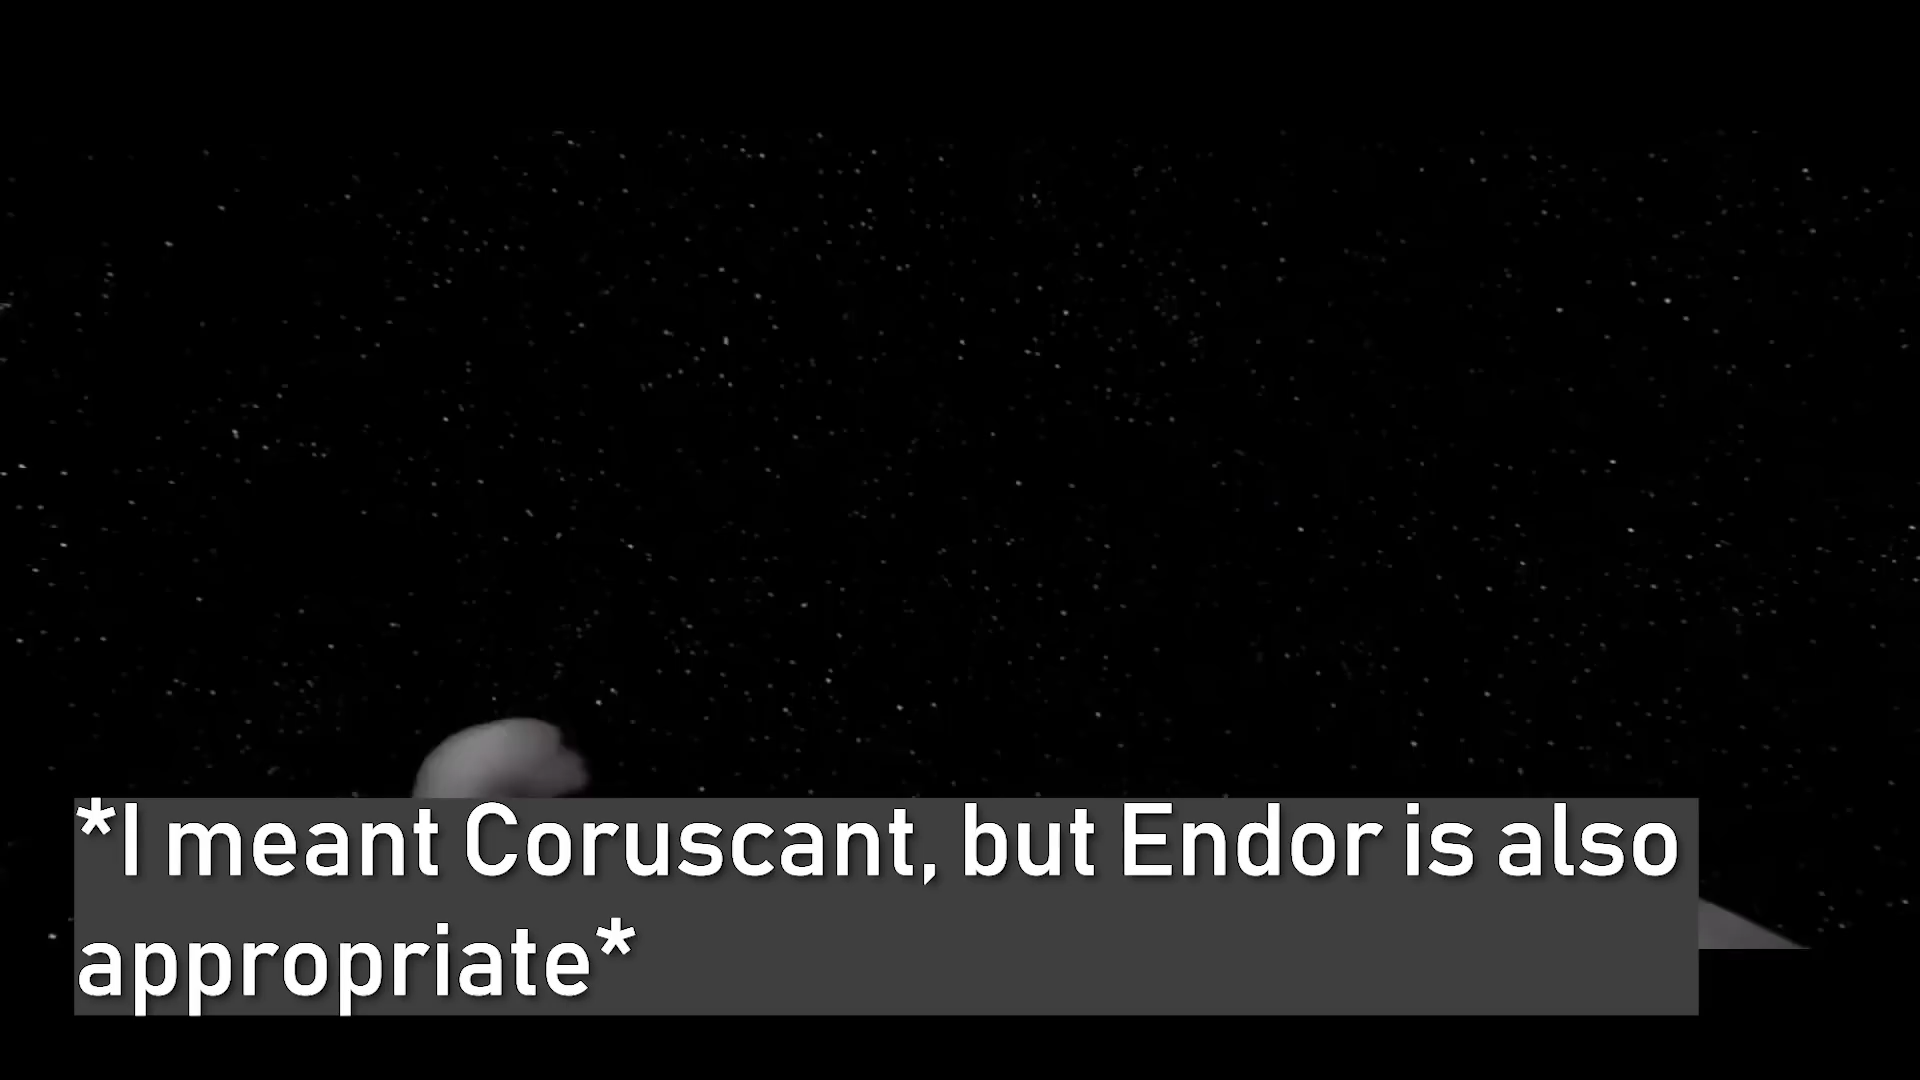 *I meant Coruscant, but Endor is also
appropriate*